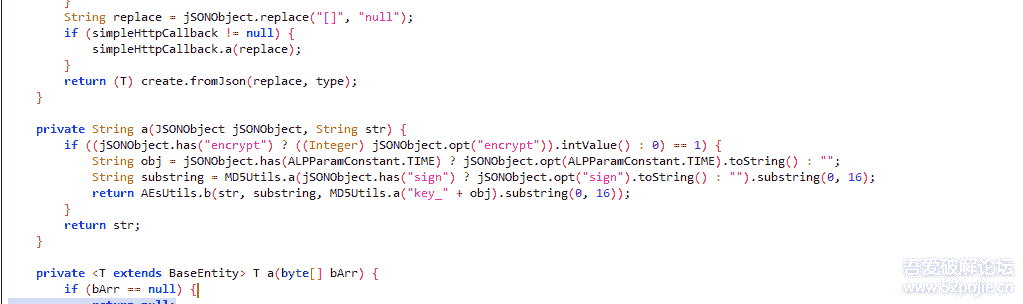 }
String replace = jSONObject.replace("[]", "null");
if (simpleHttpCallback != null) {
simpleHttpCallback.a(replace);
}
return (T) create.fromJson(replace, type);
}
private String a(JSONObject jSONObject, String str) {
if ((jSONObject.has("encrypt") ? ((Integer) jSONObject.opt("encrypt")).intValue() : 0) == 1) {
String obj = jSONObject.has(ALPParamConstant.TIME) ? jSONObject.opt(ALPParamConstant.TIME).toString() : "";
String substring = MD5Utils.a(jSONObject.has("sign") ? jSONObject.opt("sign").toString() : "").substring(0, 16);
return AEsUtils.b(str, substring, MD5Utils.a("key_" + obj).substring(0, 16));
}
return str;
}
private <T extends BaseEntity> T a(byte[] bArr) {
if (bArr == null) {
return null;
吾爱破解论坛
www.52pojie.cn